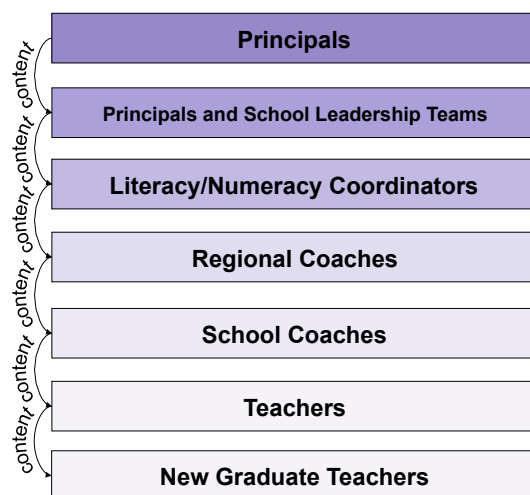 Principals
content
Principals and School Leadership Teams
content
Literacy/Numeracy Coordinators
content
Regional Coaches
content
School Coaches
content
Teachers
content
New Graduate Teachers